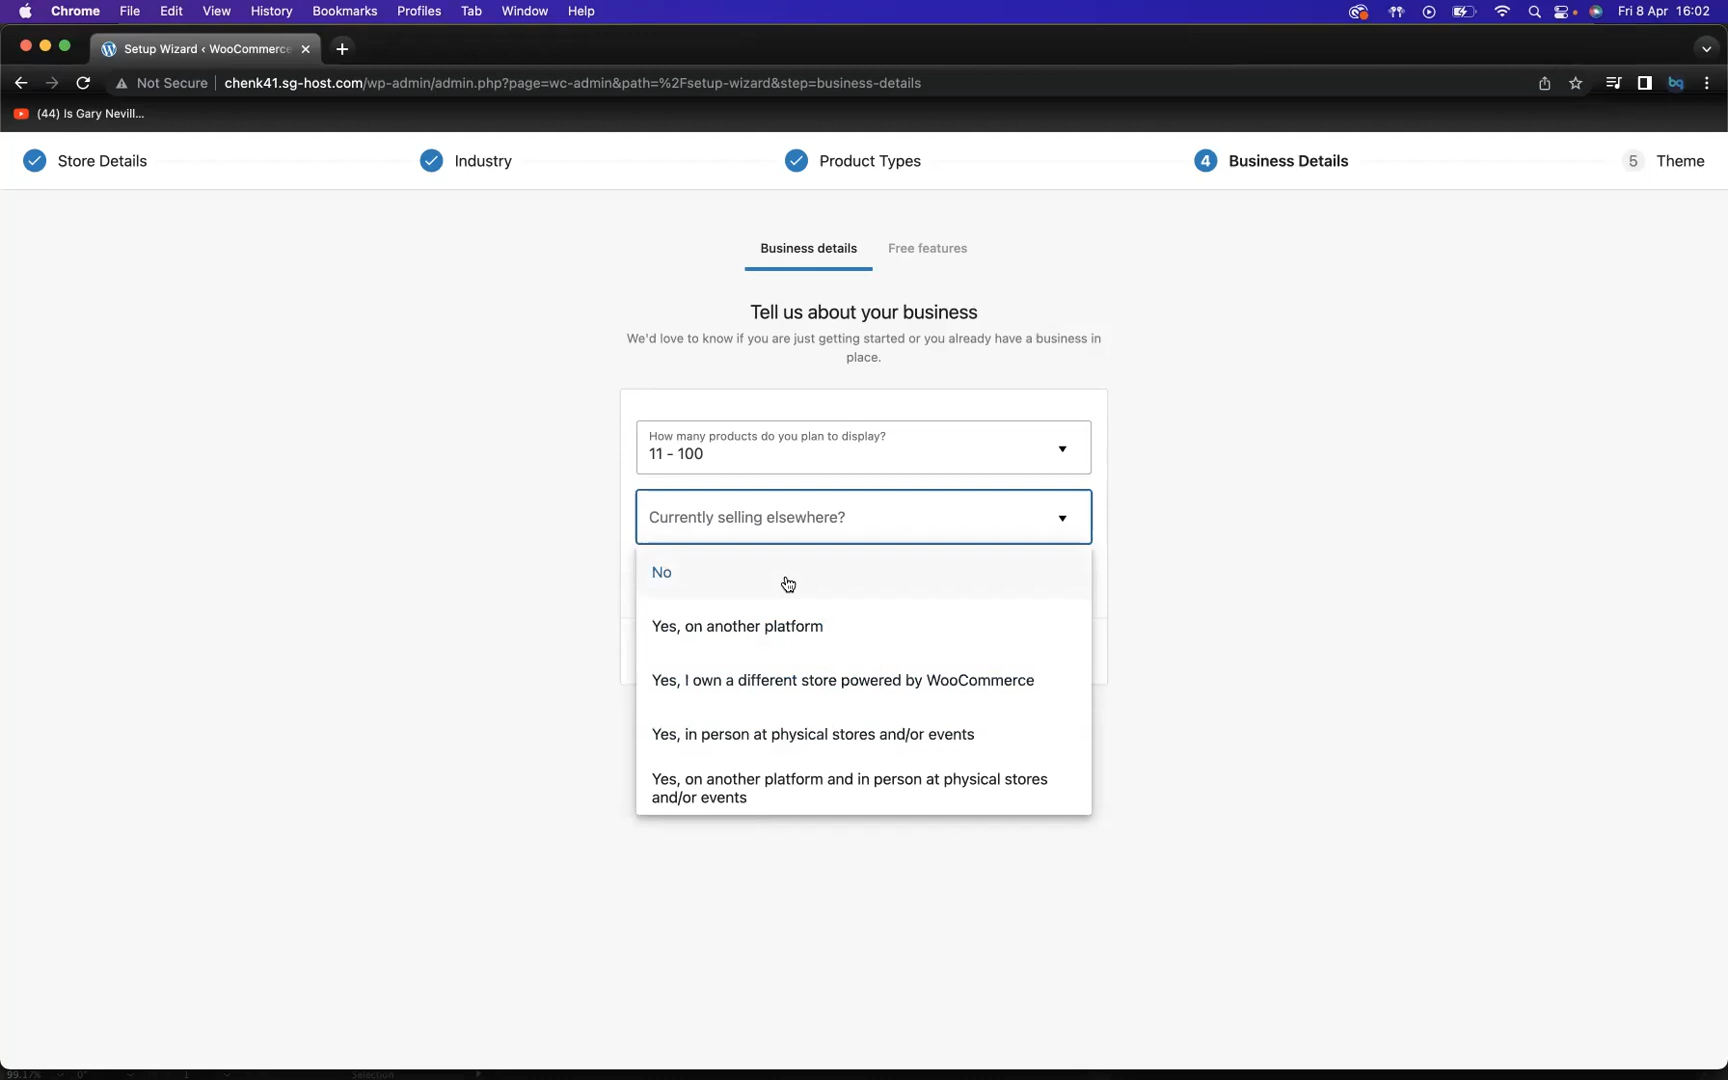 Chrome File Edit View History Bookmarks Profiles Tab Window Help Fri 8 Apr 16:02
Setup Wizard ‹ WooCommerce
Not Secure chenk41.sg-host.com/wp-admin/admin.php?page=wc-admin&path=%2Fsetup-wizard&step=business-details
(44) Is Gary Nevill...
Store Details Industry Product Types 4 Business Details 5 Theme
Business details Free features
Tell us about your business
We'd love to know if you are just getting started or you already have a business in
place.
How many products do you plan to display?
11 - 100
Currently selling elsewhere?
No
Yes, on another platform
Yes, I own a different store powered by WooCommerce
Yes, in person at physical stores and/or events
Yes, on another platform and in person at physical stores
and/or events
99.17% 0° 1 Selection